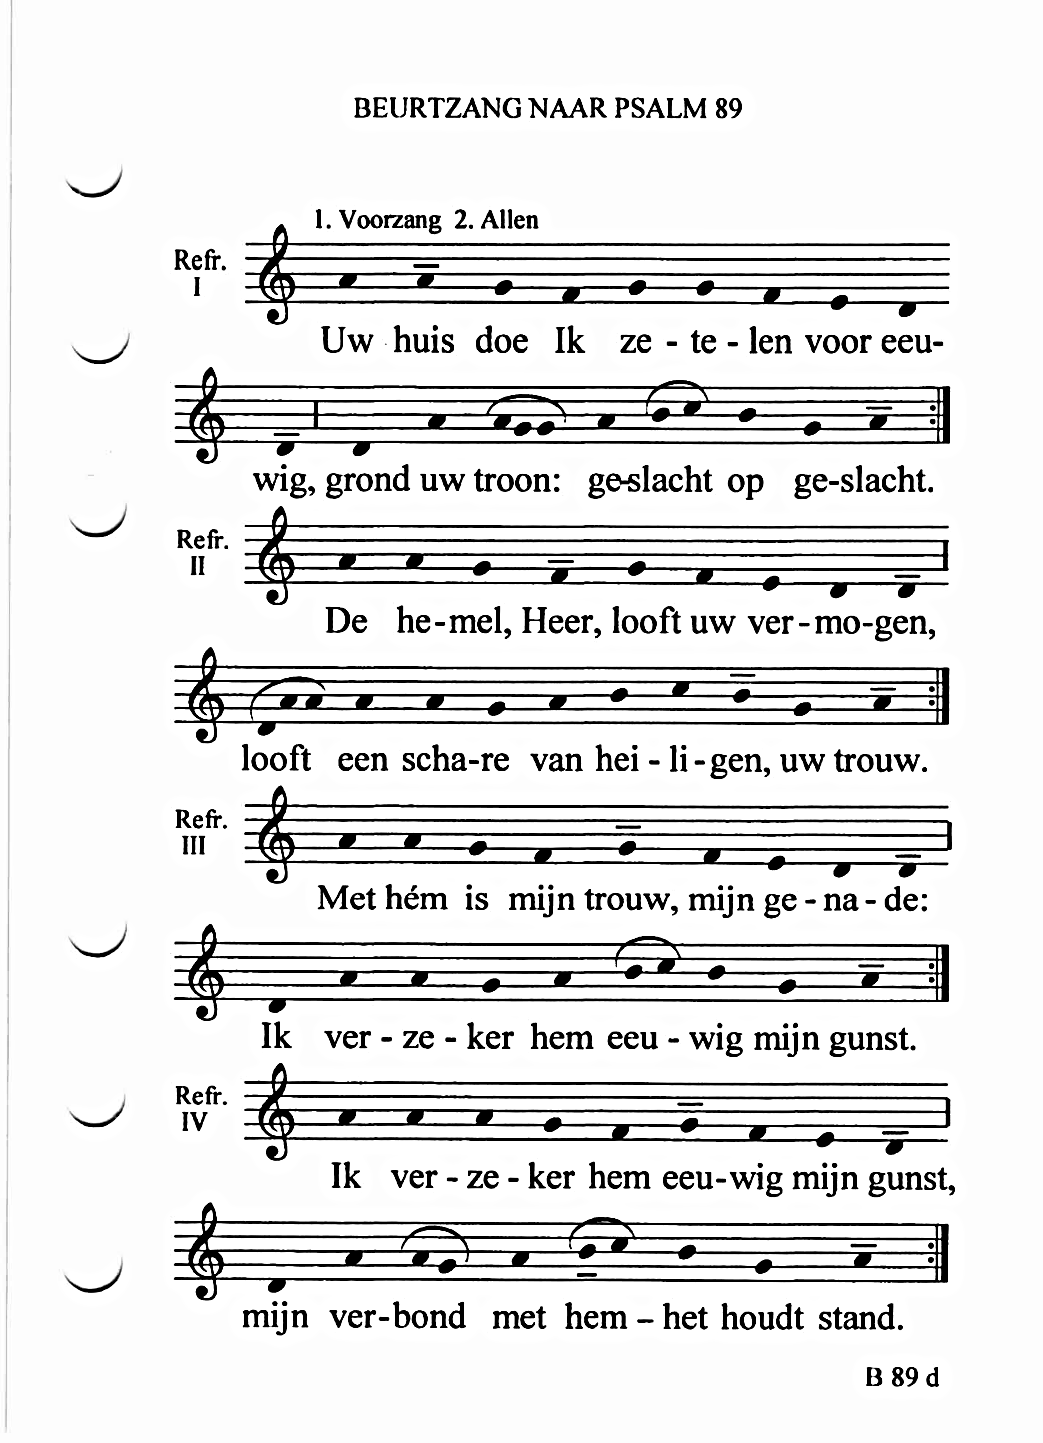 BEURTZANG NAAR PSALM 89
1. Voorzang 2. Allen
Refr.
I
Uw huis doe Ik ze - te - len voor eeu-
wig, grond uw troon: ge-slacht op ge-slacht.
Refr.
II
De he-mel, Heer, looft uw ver-mo-gen,
looft een scha-re van hei - li - gen, uw trouw.
Refr.
III
Met hém is mijn trouw, mijn ge - na - de:
Ik ver - ze - ker hem eeu - wig mijn gunst.
Refr.
IV
Ik ver - ze - ker hem eeu-wig mijn gunst,
mijn ver-bond met hem – het houdt stand.
B 89 d